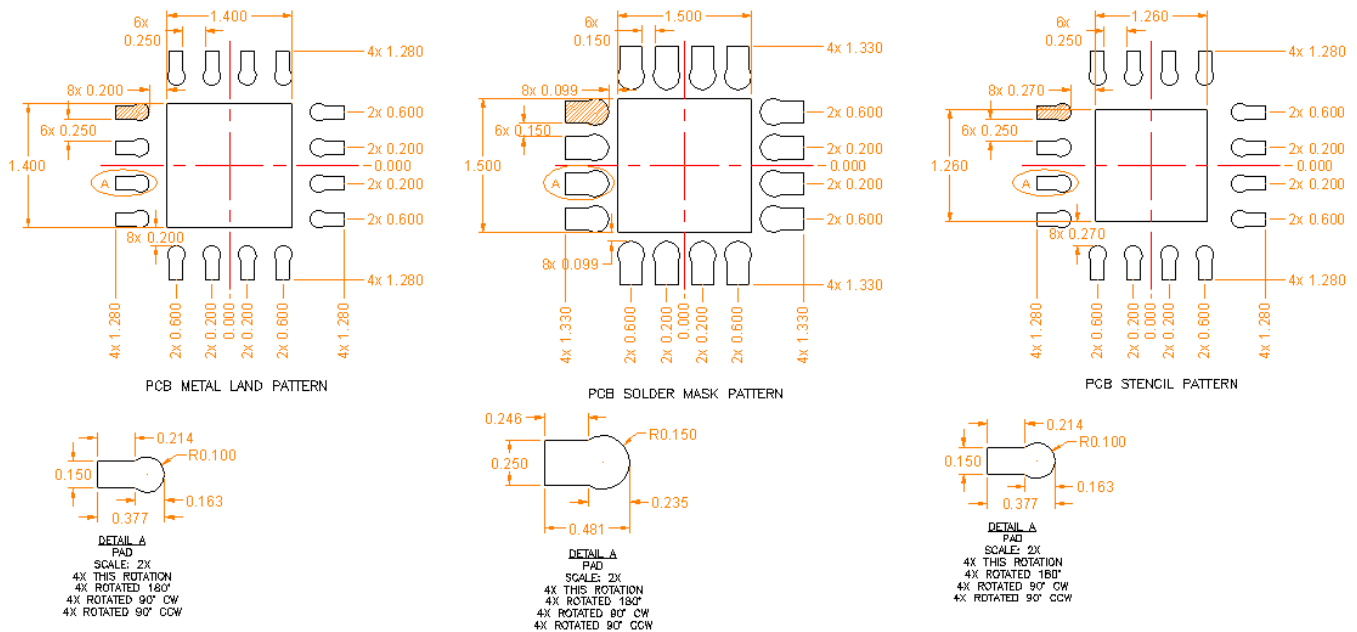 1.400
6x
0.250
4x 1.280
8x 0.200
2x 0.600
6x 0.250
2x 0.200
1.400
0.000
A
2x 0.200
2x 0.600
8x 0.200
4x 1.280
4x 1.280
2x 0.600
2x 0.200
0.000
2x 0.200
2x 0.600
4x 1.280
PCB METAL LAND PATTERN
0.214
R0.100
0.150
0.163
0.377
DETAIL A
PAD
SCALE: 2X
4X THIS ROTATION
4X ROTATED 180°
4X ROTATED 90° CW
4X ROTATED 90° CCW
1.500
6x
0.150
4x 1.330
8x 0.099
2x 0.600
6x 0.150
2x 0.200
1.500
0.000
A
2x 0.200
2x 0.600
8x 0.099
4x 1.330
4x 1.330
2x 0.600
2x 0.200
0.000
2x 0.200
2x 0.600
4x 1.330
PCB SOLDER MASK PATTERN
0.246
R0.150
0.250
0.235
0.481
DETAIL A
PAD
SCALE: 2X
4X THIS ROTATION
4X ROTATED 180°
4X ROTATED 90° CW
4X ROTATED 90° CCW
1.260
6x
0.250
4x 1.280
8x 0.270
2x 0.600
6x 0.250
2x 0.200
1.260
0.000
A
2x 0.200
2x 0.600
8x 0.270
4x 1.280
4x 1.280
2x 0.600
2x 0.200
0.000
2x 0.200
2x 0.600
4x 1.280
PCB STENCIL PATTERN
0.214
R0.100
0.150
0.163
0.377
DETAIL A
PAD
SCALE: 2X
4X THIS ROTATION
4X ROTATED 180°
4X ROTATED 90° CW
4X ROTATED 90° CCW